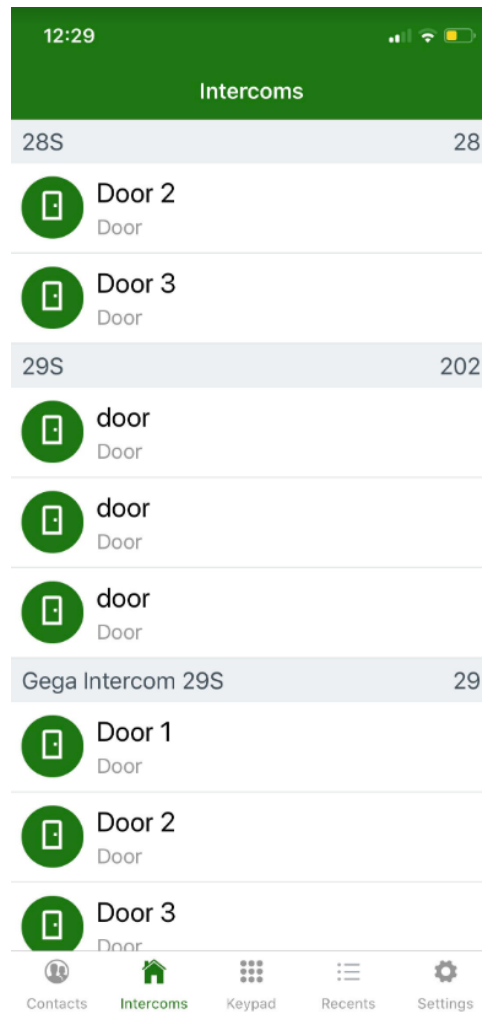 12:29
Intercoms
28S 28
Door 2
Door
Door 3
Door
29S 202
door
Door
door
Door
door
Door
Gega Intercom 29S 29
Door 1
Door
Door 2
Door
Door 3
Door
Contacts Intercoms Keypad Recents Settings